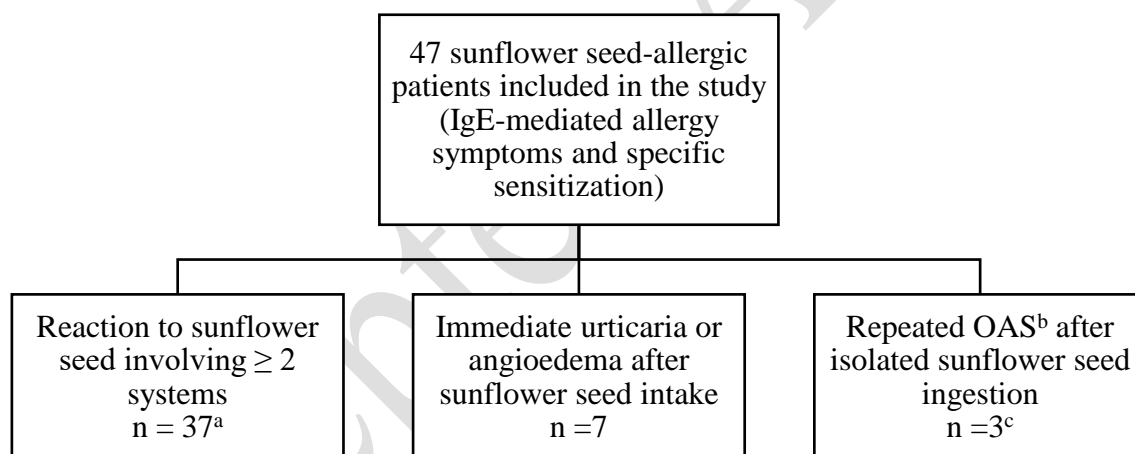 47 sunflower seed-allergic
patients included in the study
(IgE-mediated allergy
symptoms and specific
sensitization)
Reaction to sunflower
seed involving ≥ 2
systems
n = 37ᵃ
Immediate urticaria or
angioedema after
sunflower seed intake
n =7
Repeated OASᵇ after
isolated sunflower seed
ingestion
n =3ᶜ